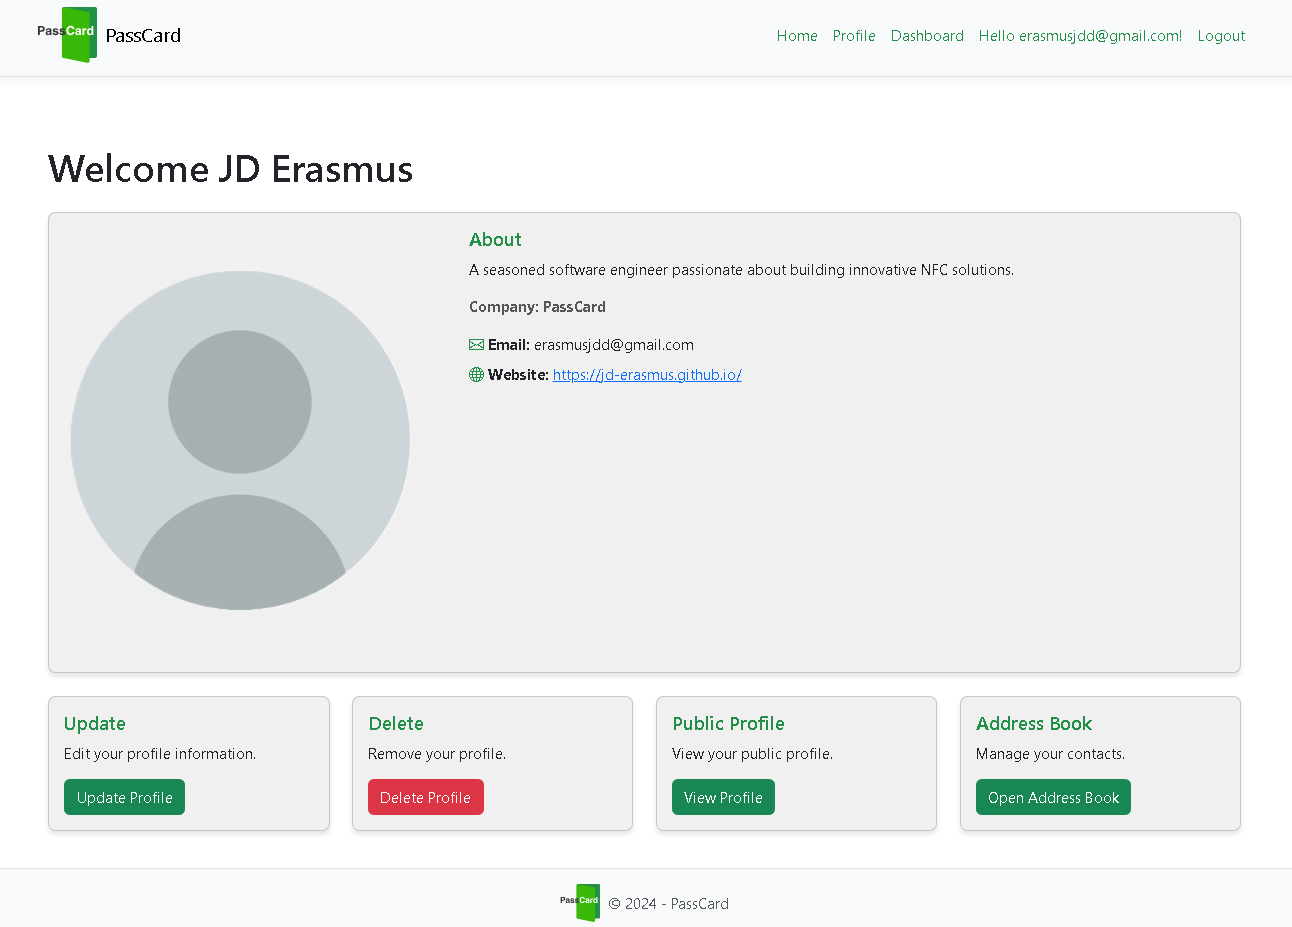 PassCard PassCard Home Profile Dashboard Hello erasmusjdd@gmail.com! Logout
Welcome JD Erasmus
About
A seasoned software engineer passionate about building innovative NFC solutions.
Company: PassCard
Email: erasmusjdd@gmail.com
Website: https://jd-erasmus.github.io/
Update
Edit your profile information.
Update Profile
Delete
Remove your profile.
Delete Profile
Public Profile
View your public profile.
View Profile
Address Book
Manage your contacts.
Open Address Book
PassCard © 2024 - PassCard